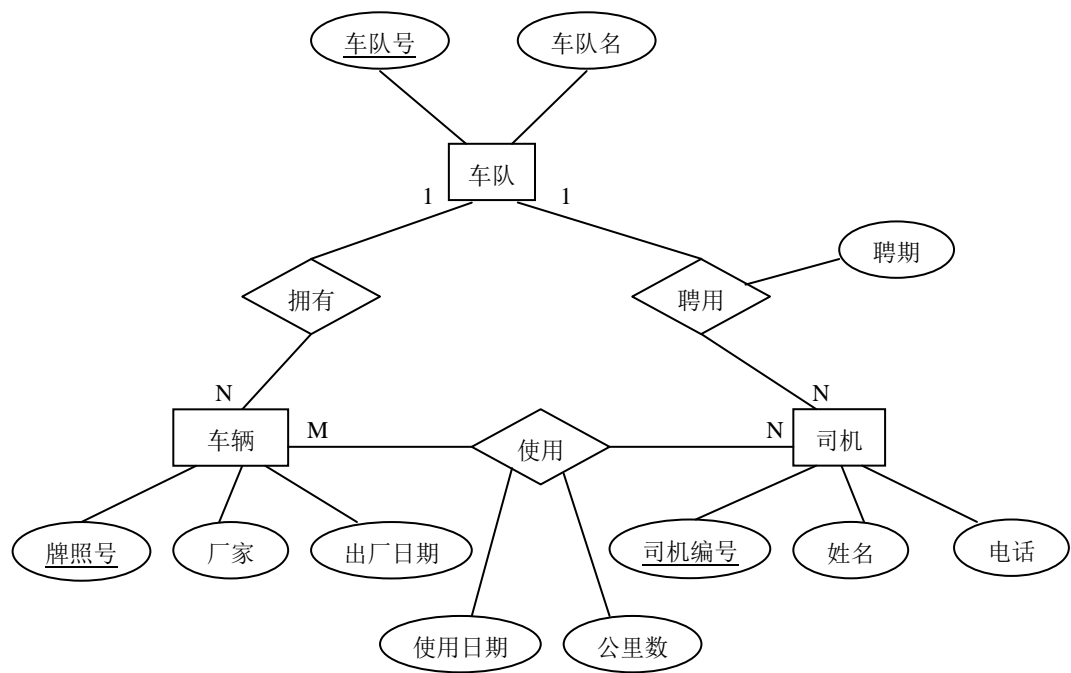 车队号
车队名
车队
1
1
聘期
拥有
聘用
N
N
车辆
M
使用
N
司机
牌照号
厂家
出厂日期
司机编号
姓名
电话
使用日期
公里数